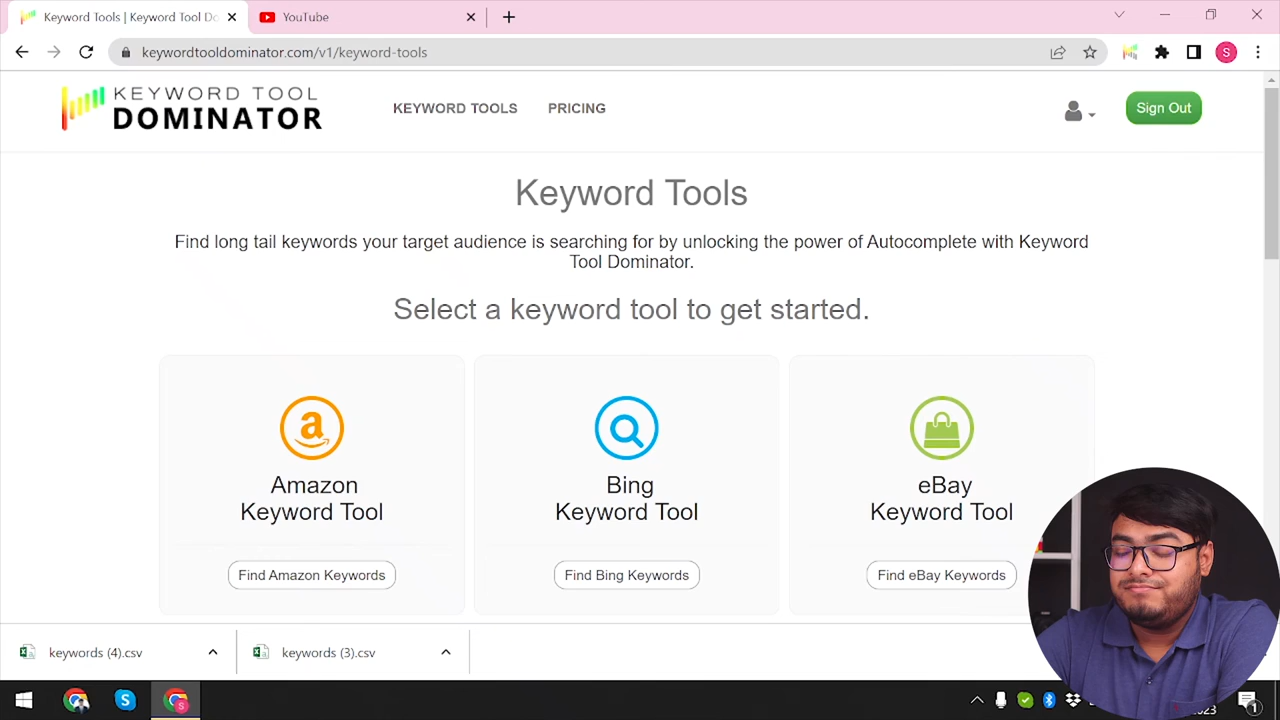 Keyword Tools | Keyword Tool Do
YouTube
keywordtooldominator.com/v1/keyword-tools
S
KEYWORD TOOL
DOMINATOR
KEYWORD TOOLS
PRICING
Sign Out
Keyword Tools
Find long tail keywords your target audience is searching for by unlocking the power of Autocomplete with Keyword
Tool Dominator.
Select a keyword tool to get started.
a
Amazon
Keyword Tool
Find Amazon Keywords
Bing
Keyword Tool
Find Bing Keywords
eBay
Keyword Tool
Find eBay Keywords
keywords (4).csv
keywords (3).csv
S
2023
1